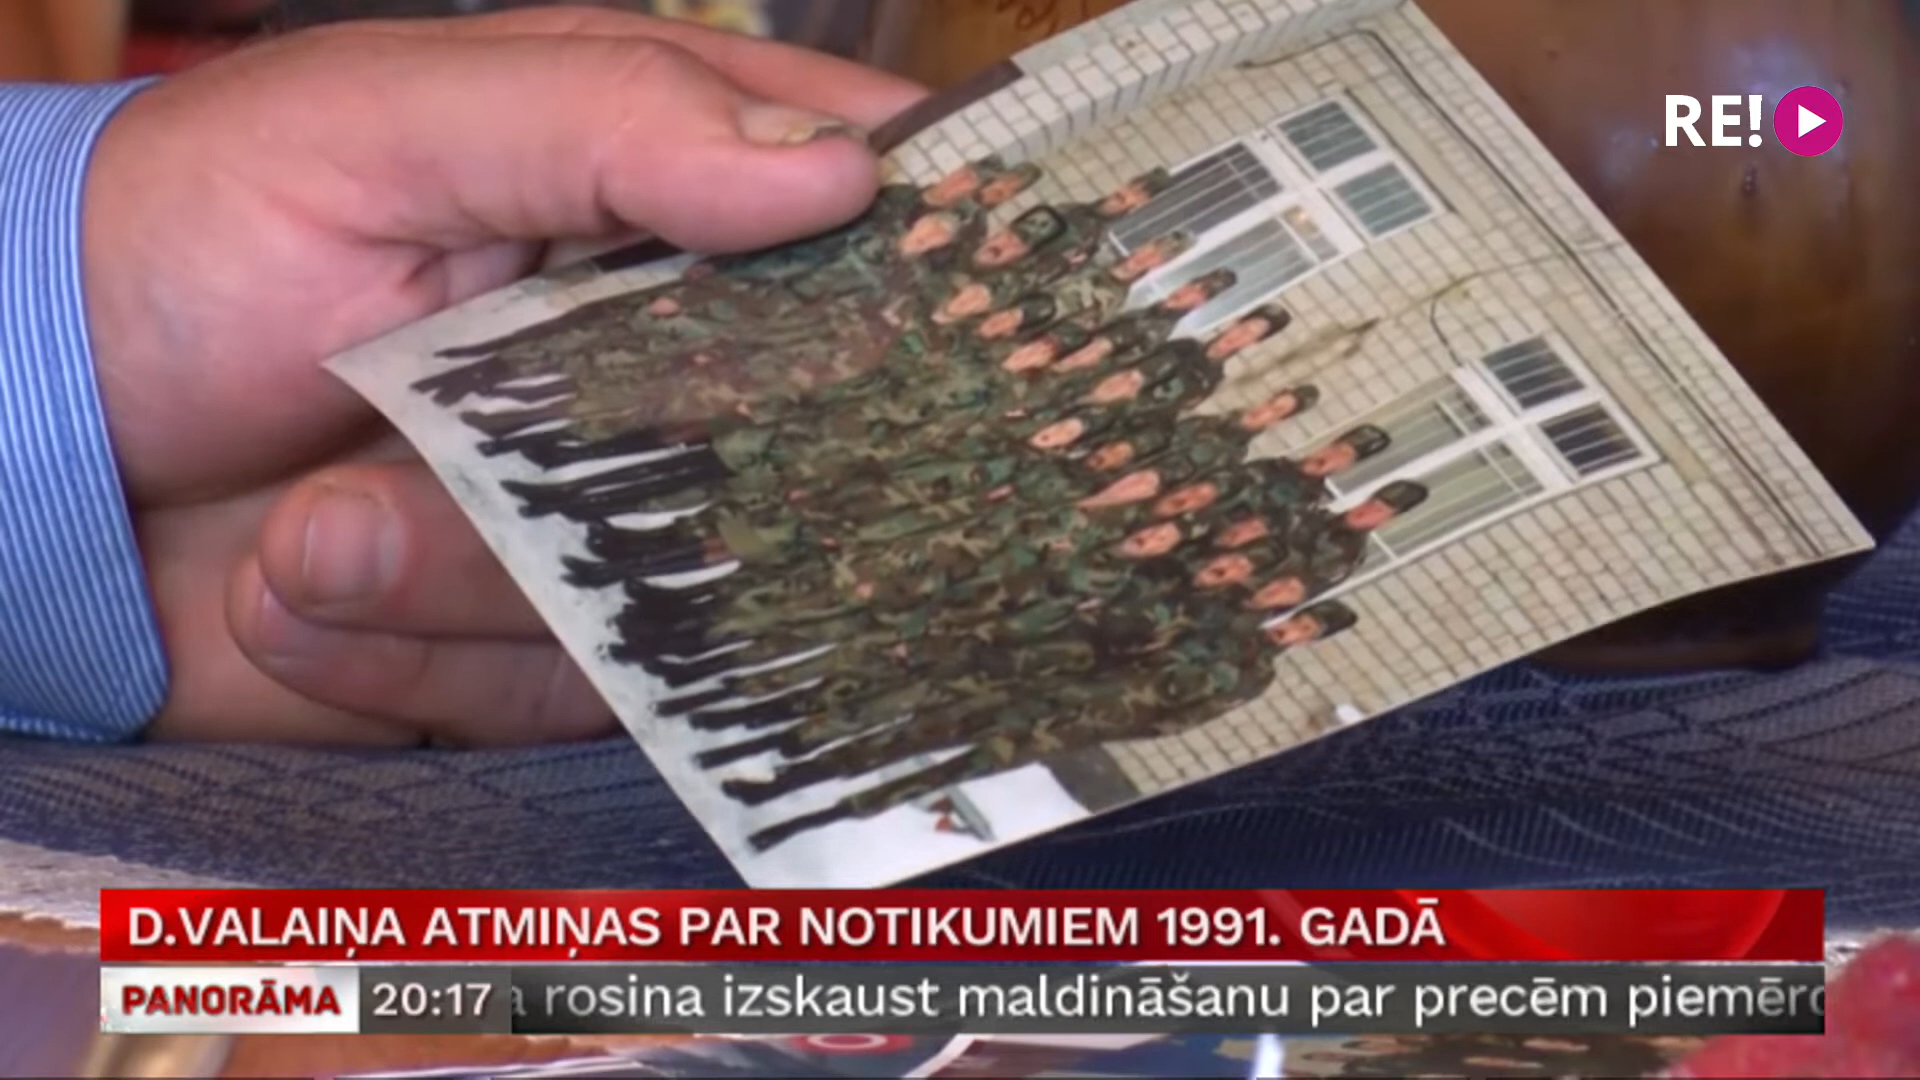 RE!
D.VALAIŅA ATMIŅAS PAR NOTIKUMIEM 1991. GADĀ
PANORĀMA 20:17 rosina izskaust maldināšanu par precēm